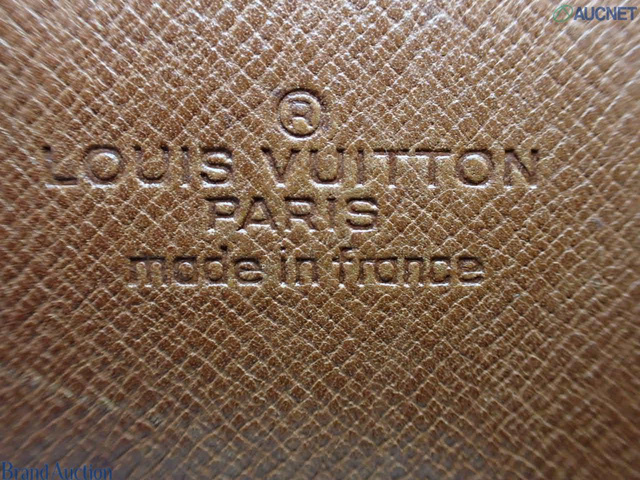 AUCNET
®
LOUIS VUITTON
PARIS
made in france
Brand Auction